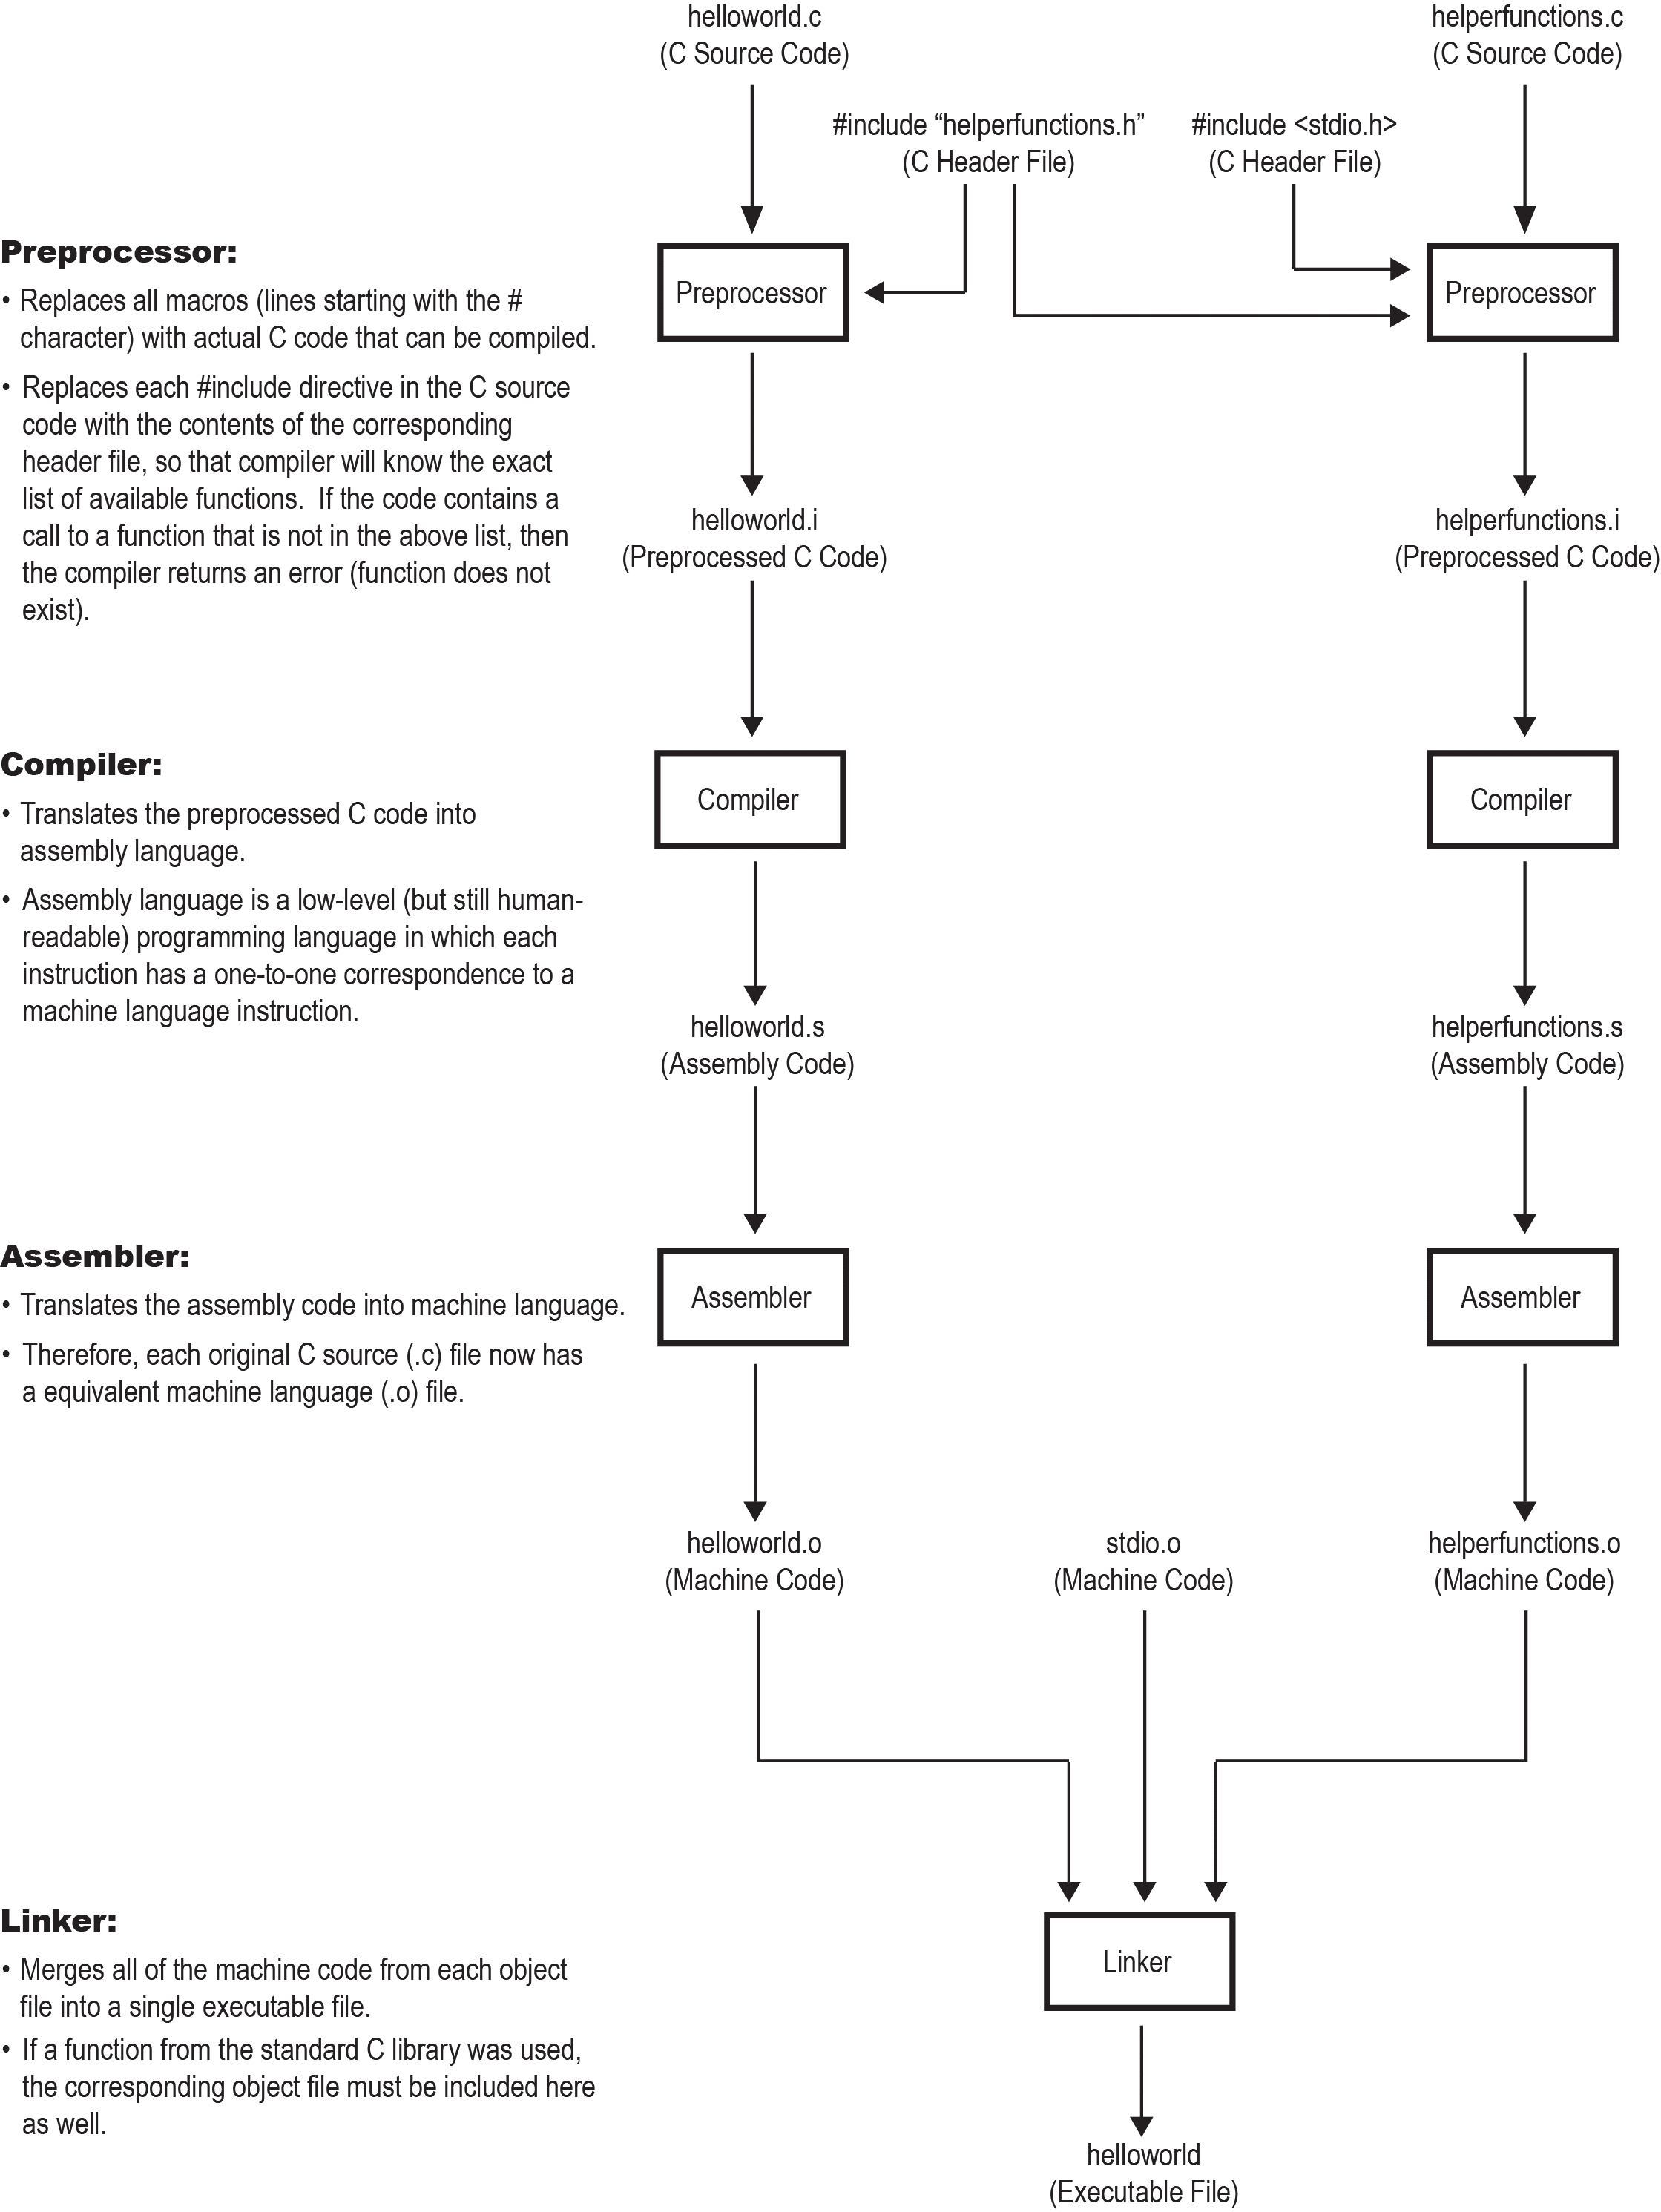 helloworld.c
(C Source Code)
helperfunctions.c
(C Source Code)
#include “helperfunctions.h”
(C Header File)
#include <stdio.h>
(C Header File)
Preprocessor:
• Replaces all macros (lines starting with the #
character) with actual C code that can be compiled.
• Replaces each #include directive in the C source
code with the contents of the corresponding
header file, so that compiler will know the exact
list of available functions.  If the code contains a
call to a function that is not in the above list, then
the compiler returns an error (function does not
exist).
Preprocessor
Preprocessor
helloworld.i
(Preprocessed C Code)
helperfunctions.i
(Preprocessed C Code)
Compiler:
• Translates the preprocessed C code into
assembly language.
• Assembly language is a low-level (but still human-
readable) programming language in which each
instruction has a one-to-one correspondence to a
machine language instruction.
Compiler
Compiler
helloworld.s
(Assembly Code)
helperfunctions.s
(Assembly Code)
Assembler:
• Translates the assembly code into machine language.
• Therefore, each original C source (.c) file now has
a equivalent machine language (.o) file.
Assembler
Assembler
helloworld.o
(Machine Code)
stdio.o
(Machine Code)
helperfunctions.o
(Machine Code)
Linker:
• Merges all of the machine code from each object
file into a single executable file.
• If a function from the standard C library was used,
the corresponding object file must be included here
as well.
Linker
helloworld
(Executable File)